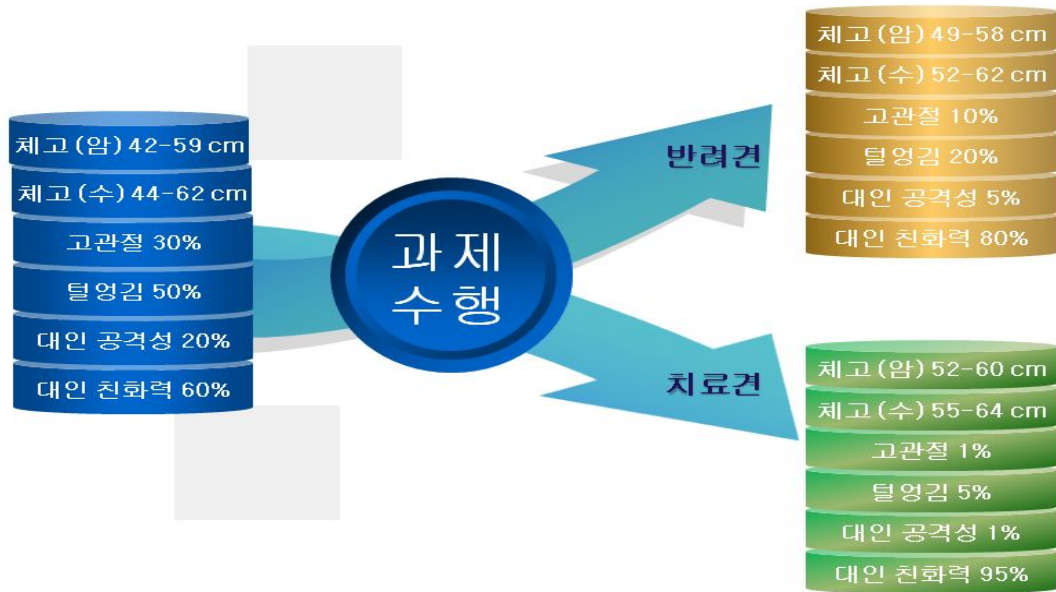 체고(암) 42-59 cm
체고(수) 44-62 cm
고관절 30%
털엉김 50%
대인 공격성 20%
대인 친화력 60%
과제
수행
반려견
치료견
체고(암) 49-58 cm
체고(수) 52-62 cm
고관절 10%
털엉김 20%
대인 공격성 5%
대인 친화력 80%
체고(암) 52-60 cm
체고(수) 55-64 cm
고관절 1%
털엉김 5%
대인 공격성 1%
대인 친화력 95%